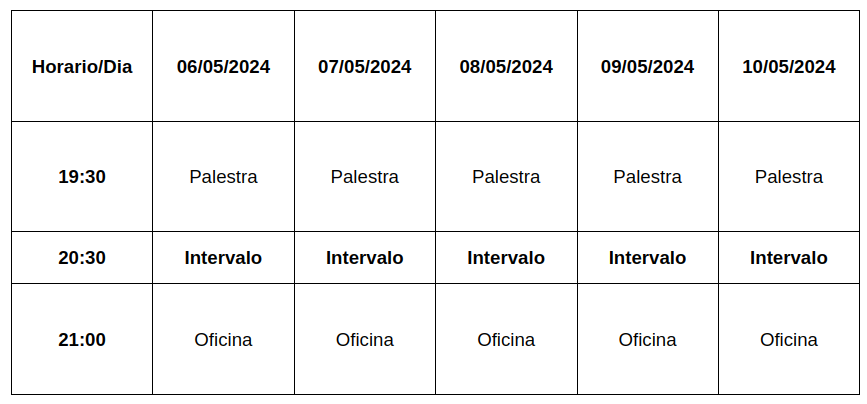 Horario/Dia 06/05/2024 07/05/2024 08/05/2024 09/05/2024 10/05/2024
19:30 Palestra Palestra Palestra Palestra Palestra
20:30 Intervalo Intervalo Intervalo Intervalo Intervalo
21:00 Oficina Oficina Oficina Oficina Oficina